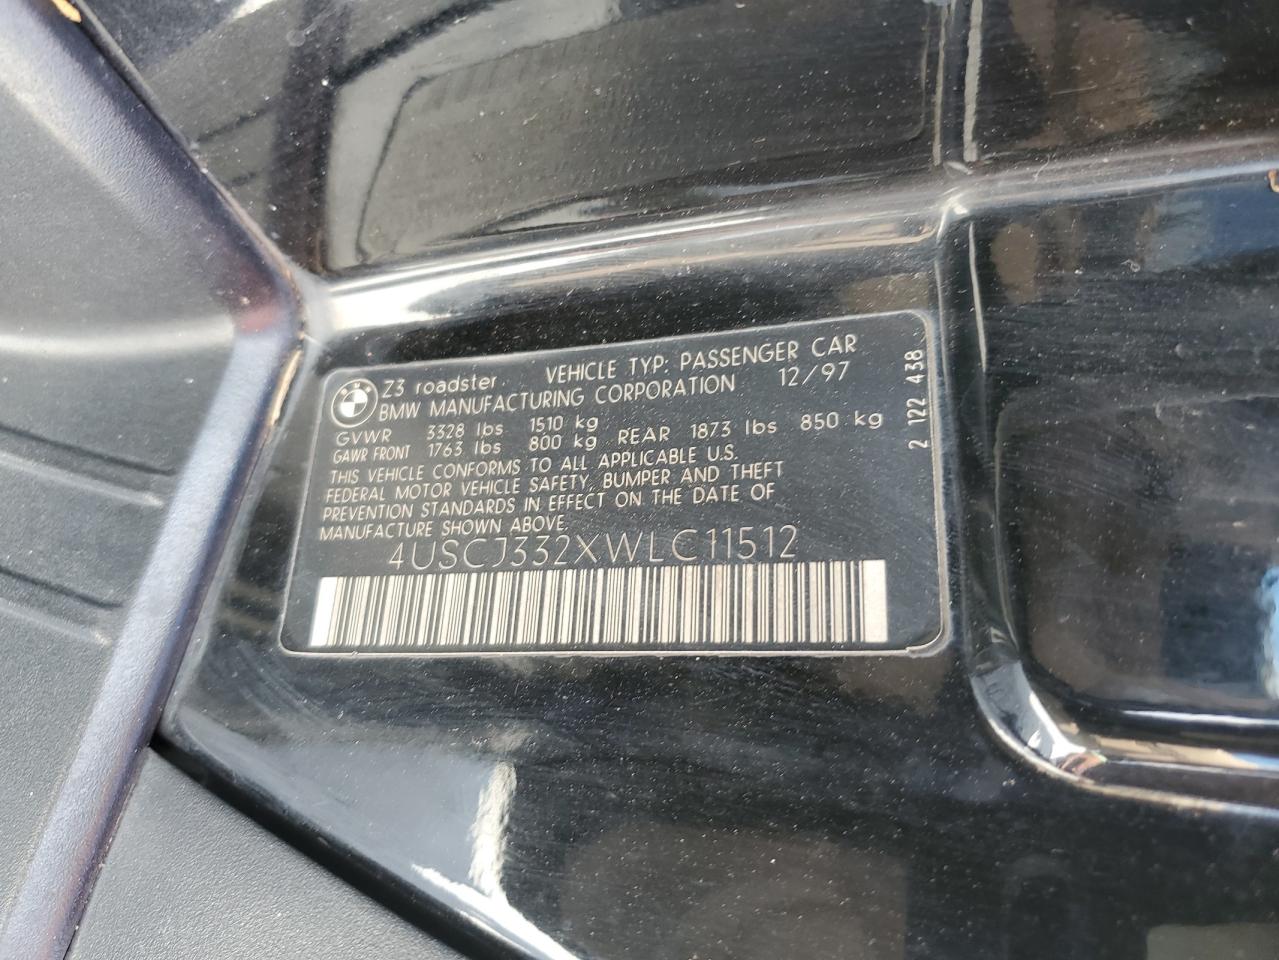 Z3 roadster. VEHICLE TYP: PASSENGER CAR
BMW MANUFACTURING CORPORATION 12/97
GVWR 3328 lbs 1510 kg
GAWR FRONT 1763 lbs 800 kg REAR 1873 lbs 850 kg
THIS VEHICLE CONFORMS TO ALL APPLICABLE U.S.
FEDERAL MOTOR VEHICLE SAFETY, BUMPER AND THEFT
PREVENTION STANDARDS IN EFFECT ON THE DATE OF
MANUFACTURE SHOWN ABOVE.
4USCJ332XWLC11512
2 122 438